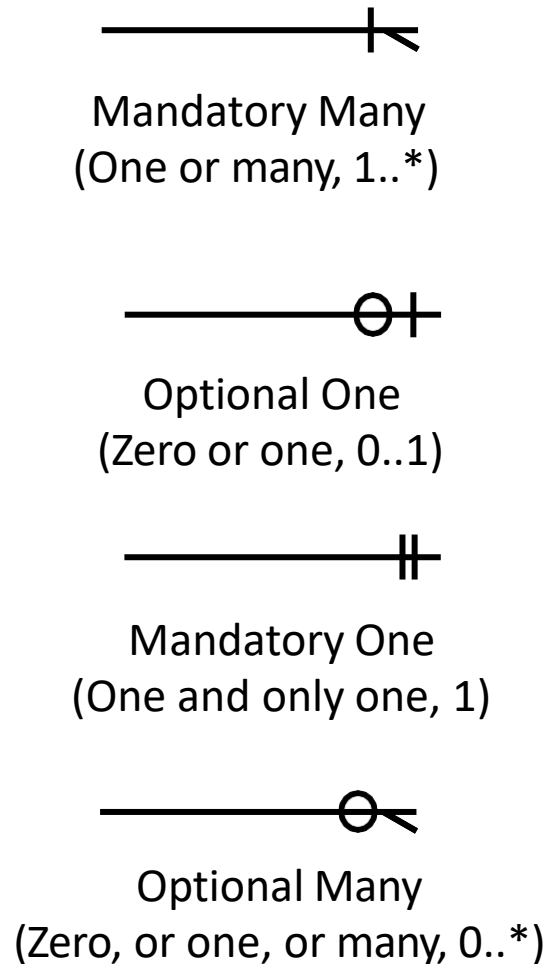 Mandatory Many
(One or many, 1..*)
Optional One
(Zero or one, 0..1)
Mandatory One
(One and only one, 1)
Optional Many
(Zero, or one, or many, 0..*)